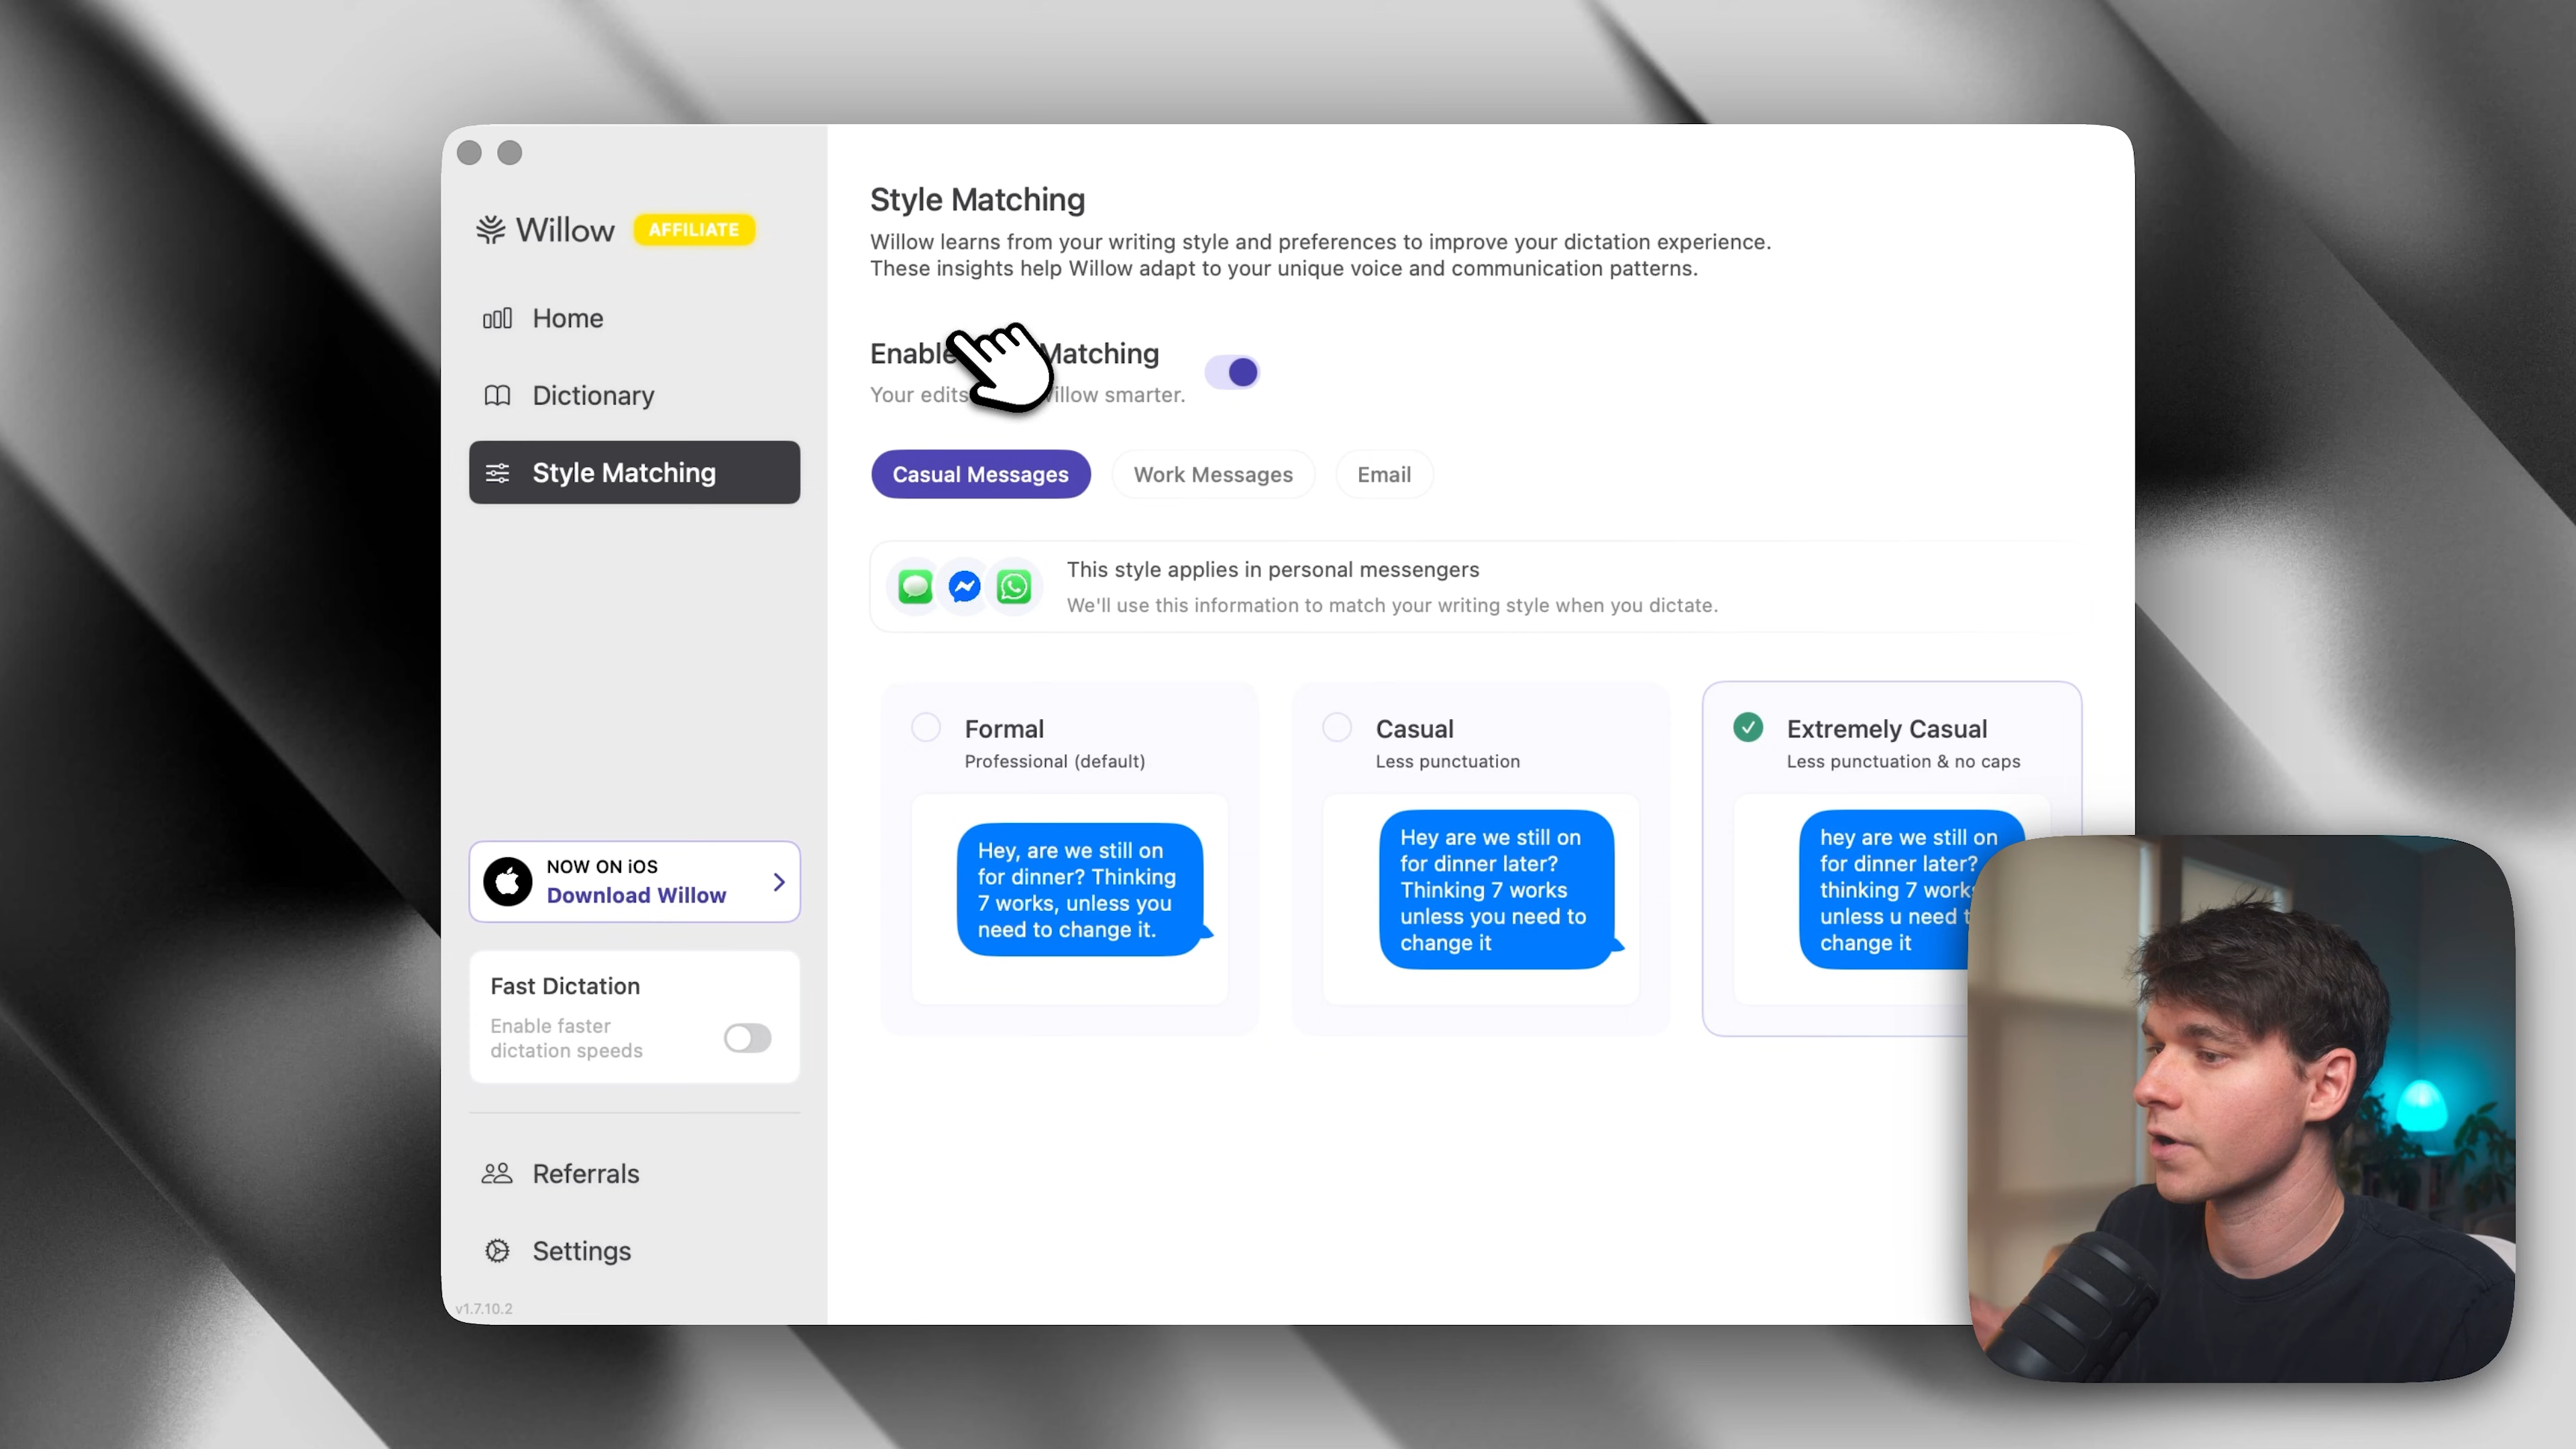 Willow AFFILIATE
Home
Dictionary
Style Matching
NOW ON iOS
Download Willow
Fast Dictation
Enable faster
dictation speeds
Referrals
Settings
v1.7.10.2
Style Matching
Willow learns from your writing style and preferences to improve your dictation experience.
These insights help Willow adapt to your unique voice and communication patterns.
Enable Matching
Your edits illow smarter.
Casual Messages Work Messages Email
This style applies in personal messengers
We'll use this information to match your writing style when you dictate.
Formal
Professional (default)
Hey, are we still on
for dinner? Thinking
7 works, unless you
need to change it.
Casual
Less punctuation
Hey are we still on
for dinner later?
Thinking 7 works
unless you need to
change it
Extremely Casual
Less punctuation & no caps
hey are we still on
for dinner later?
thinking 7 works
unless u need t
change it